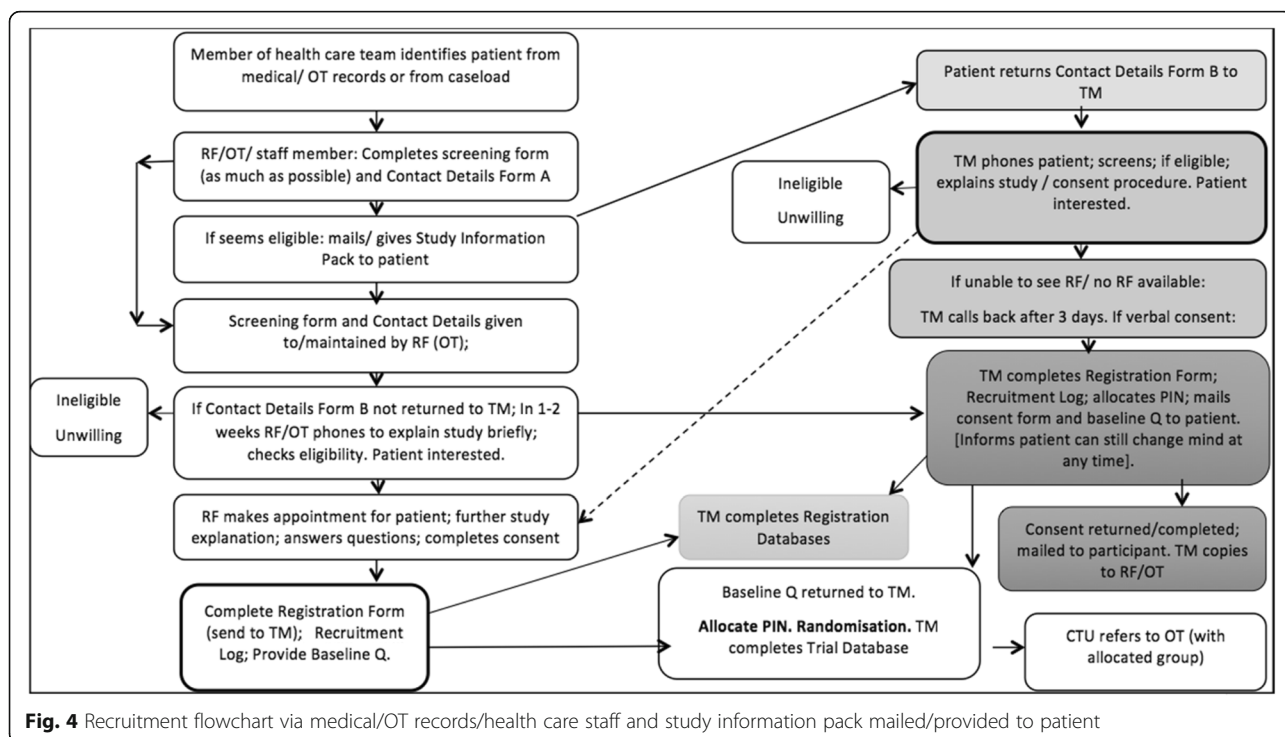 Member of health care team identifies patient from
medical/ OT records or from caseload
RF/OT/ staff member: Completes screening form
(as much as possible) and Contact Details Form A
If seems eligible: mails/ gives Study Information
Pack to patient
Screening form and Contact Details given
to/maintained by RF (OT);
Ineligible
Unwilling
If Contact Details Form B not returned to TM; In 1-2
weeks RF/OT phones to explain study briefly;
checks eligibility. Patient interested.
RF makes appointment for patient; further study
explanation; answers questions; completes consent
Complete Registration Form
(send to TM); Recruitment
Log; Provide Baseline Q.
Patient returns Contact Details Form B to
TM
Ineligible
Unwilling
TM phones patient; screens; if eligible;
explains study / consent procedure. Patient
interested.
If unable to see RF/ no RF available:
TM calls back after 3 days. If verbal consent:
TM completes Registration Form;
Recruitment Log; allocates PIN; mails
consent form and baseline Q to patient.
[Informs patient can still change mind at
any time].
TM completes Registration
Databases
Consent returned/completed;
mailed to participant. TM copies
to RF/OT
Baseline Q returned to TM.
Allocate PIN. Randomisation. TM
completes Trial Database
CTU refers to OT (with
allocated group)
Fig. 4 Recruitment flowchart via medical/OT records/health care staff and study information pack mailed/provided to patient